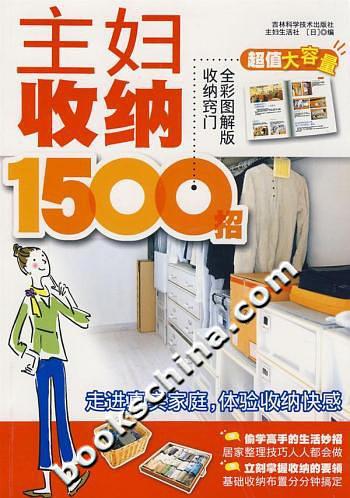 吉林科学技术出版社
主妇生活社 [日]◎编
主妇
收纳
1500招
全彩图解版
收纳窍门
超值大容量
bookschina.com
走进真实家庭,体验收纳快感
偷学高手的生活妙招
居家整理技巧人人都会做
立刻掌握收纳的要领
基础收纳布置分分钟搞定